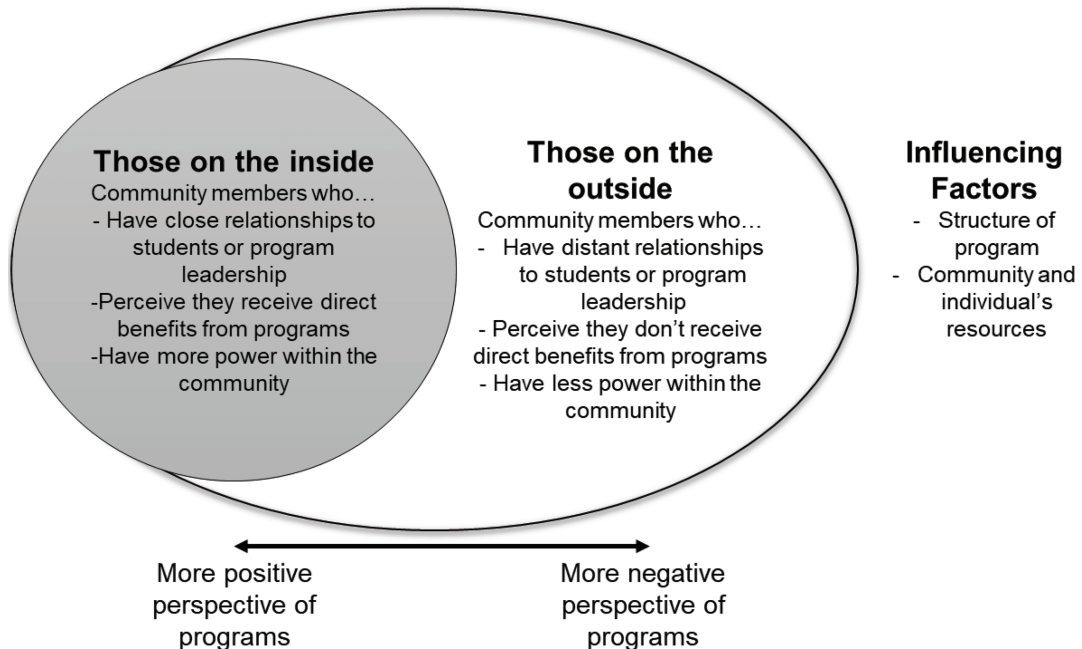 Those on the inside
Community members who…
- Have close relationships to
students or program
leadership
-Perceive they receive direct
benefits from programs
-Have more power within the
community
Those on the
outside
Community members who…
- Have distant relationships
to students or program
leadership
- Perceive they don’t receive
direct benefits from programs
- Have less power within the
community
Influencing
Factors
- Structure of
program
- Community and
individual’s
resources
More positive
perspective of
programs
More negative
perspective of
programs